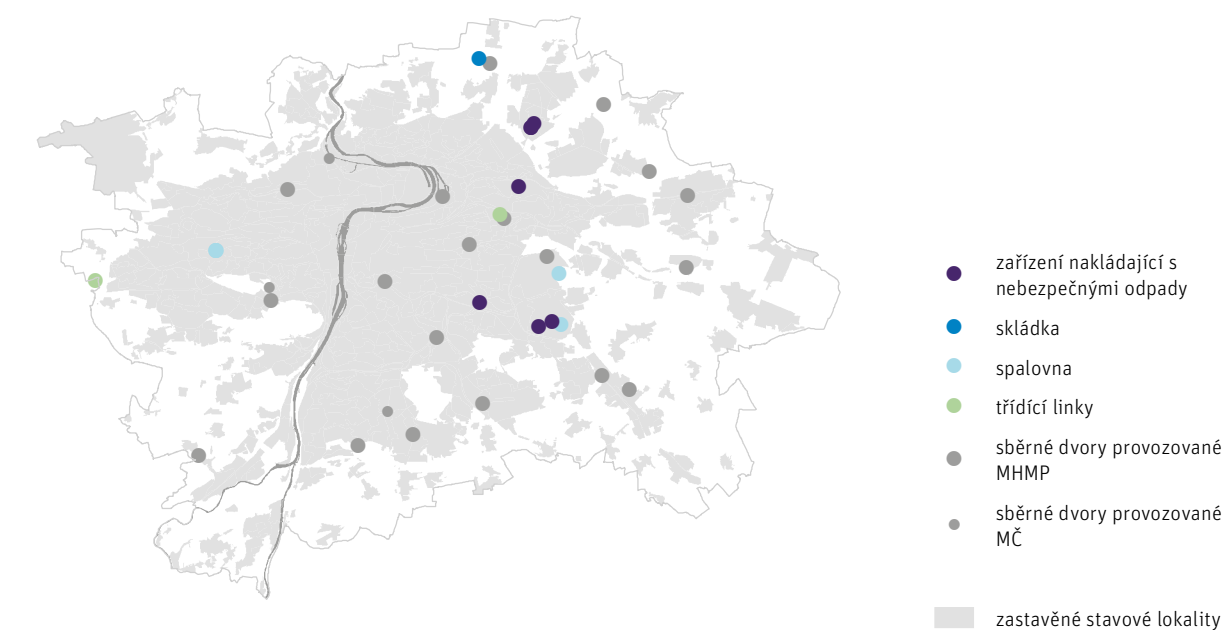 zařízení nakládající s
nebezpečnými odpady
skládka
spalovna
třídící linky
sběrné dvory provozované
MHMP
sběrné dvory provozované
MČ
zastavěné stavové lokality